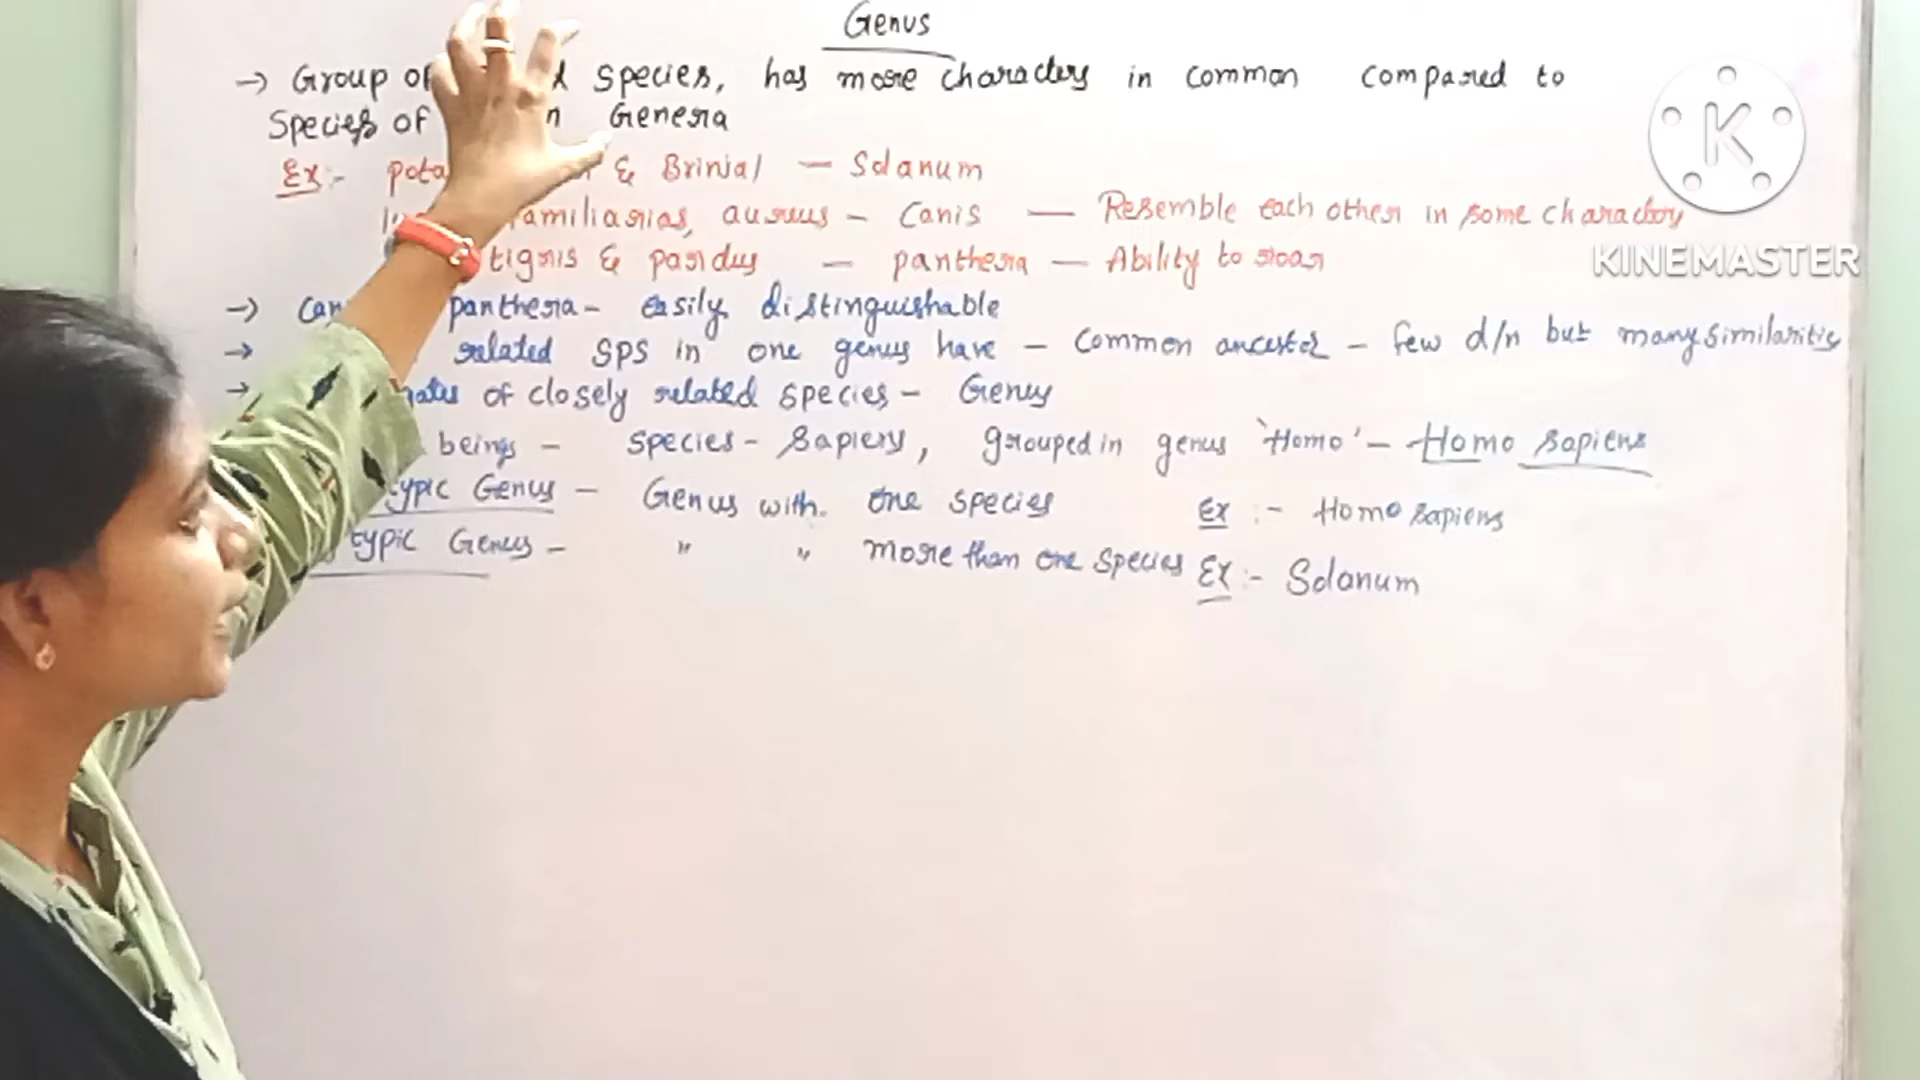 Genus
→ Group of species, has more characters in common compared to
Species of Genera
Ex:- pota & Brinjal — Solanum
familiarias, aureus — Canis — Resemble each other in some characters
tigris & pardus — panthera — Ability to roar
→ can panthera - easily distinguishable
→ related SPS in one genus have - common ancestor - few d/n but many similarities
→ of closely related species - Genus
beings - species - sapiens, grouped in genus 'Homo' - Homo sapiens
typic Genus - Genus with one species Ex :- Homo sapiens
typic Genus - " " more than one species Ex :- Solanum
K
KINEMASTER